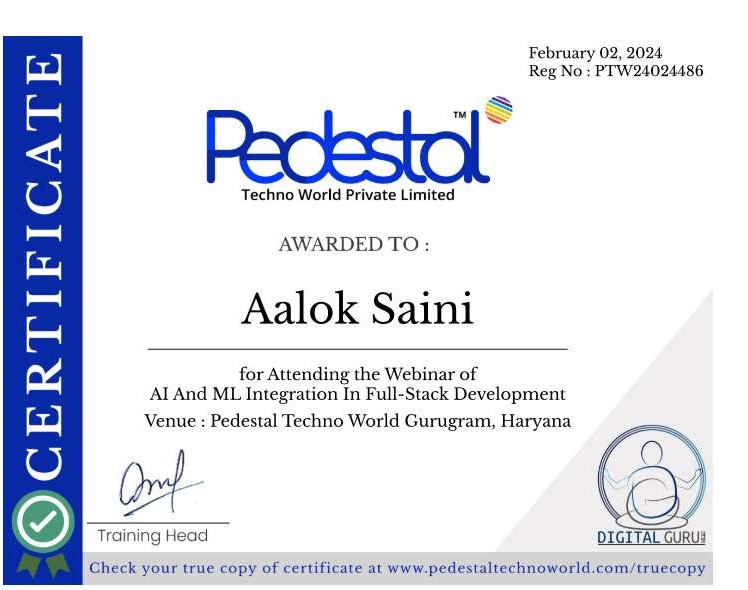 CERTIFICATE
February 02, 2024
Reg No : PTW24024486
Pedestal TM
Techno World Private Limited
AWARDED TO :
Aalok Saini
for Attending the Webinar of
AI And ML Integration In Full-Stack Development
Venue : Pedestal Techno World Gurugram, Haryana
Training Head
DIGITAL GURU
Check your true copy of certificate at www.pedestaltechnoworld.com/truecopy